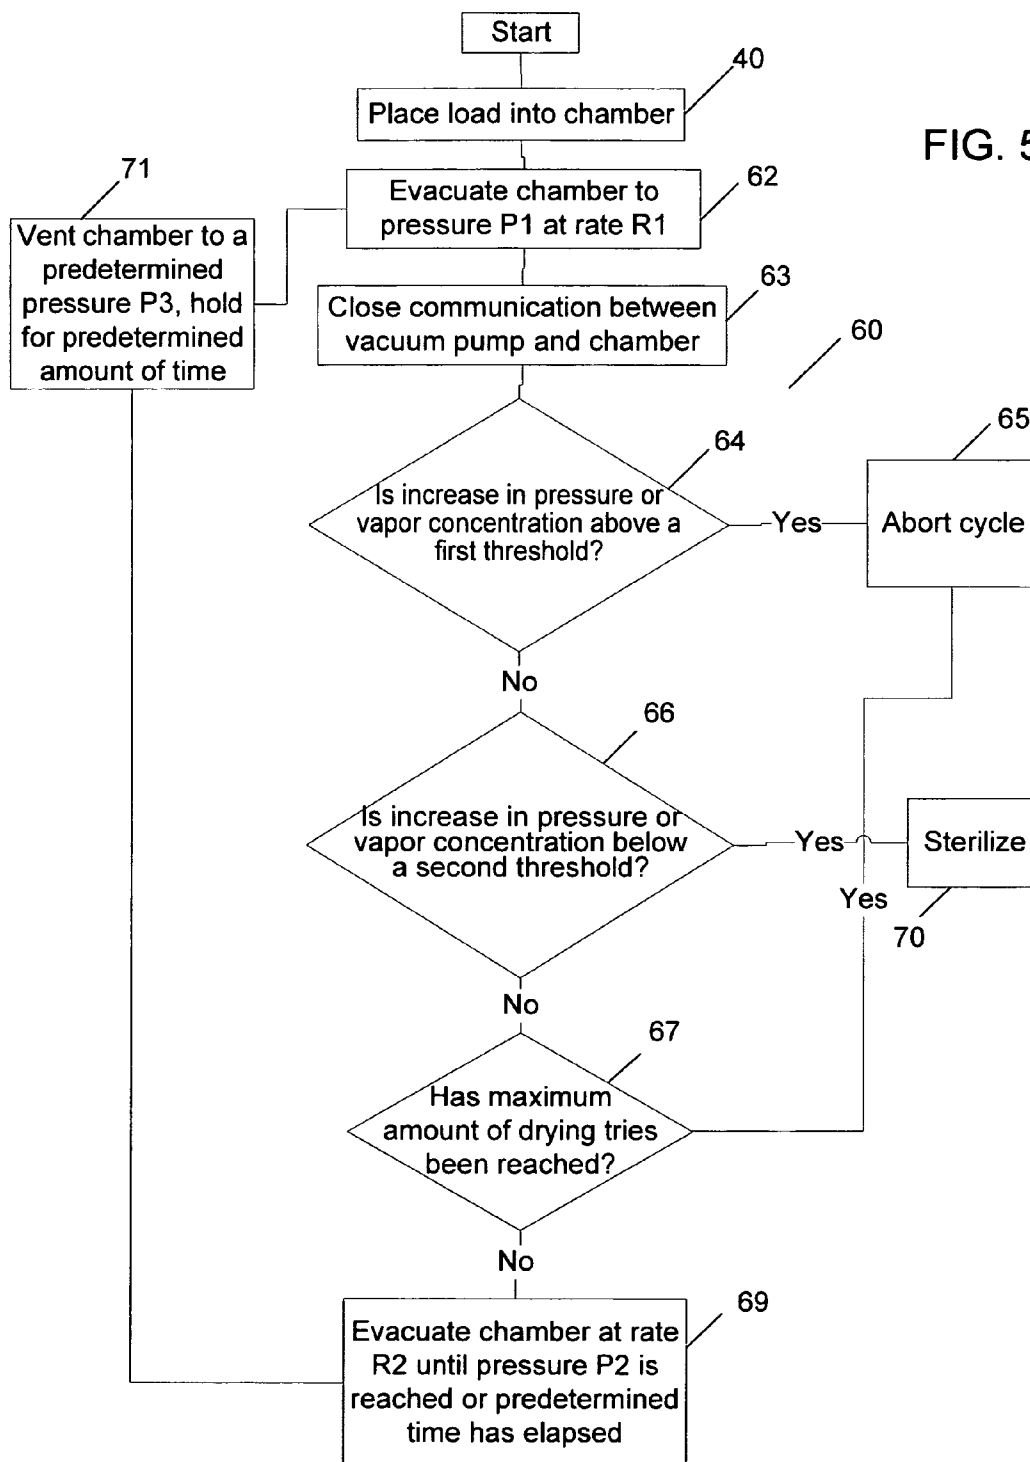 Start
40
Place load into chamber
FIG. 5
71
62
Evacuate chamber to
pressure P1 at rate R1
Vent chamber to a
predetermined
pressure P3, hold
for predetermined
amount of time
63
Close communication between
vacuum pump and chamber
60
64
65
Is increase in pressure or
vapor concentration above a
first threshold?
Yes
Abort cycle
No
66
Is increase in pressure or
vapor concentration below
a second threshold?
Yes
Sterilize
Yes
70
No
67
Has maximum
amount of drying tries
been reached?
No
69
Evacuate chamber at rate
R2 until pressure P2 is
reached or predetermined
time has elapsed